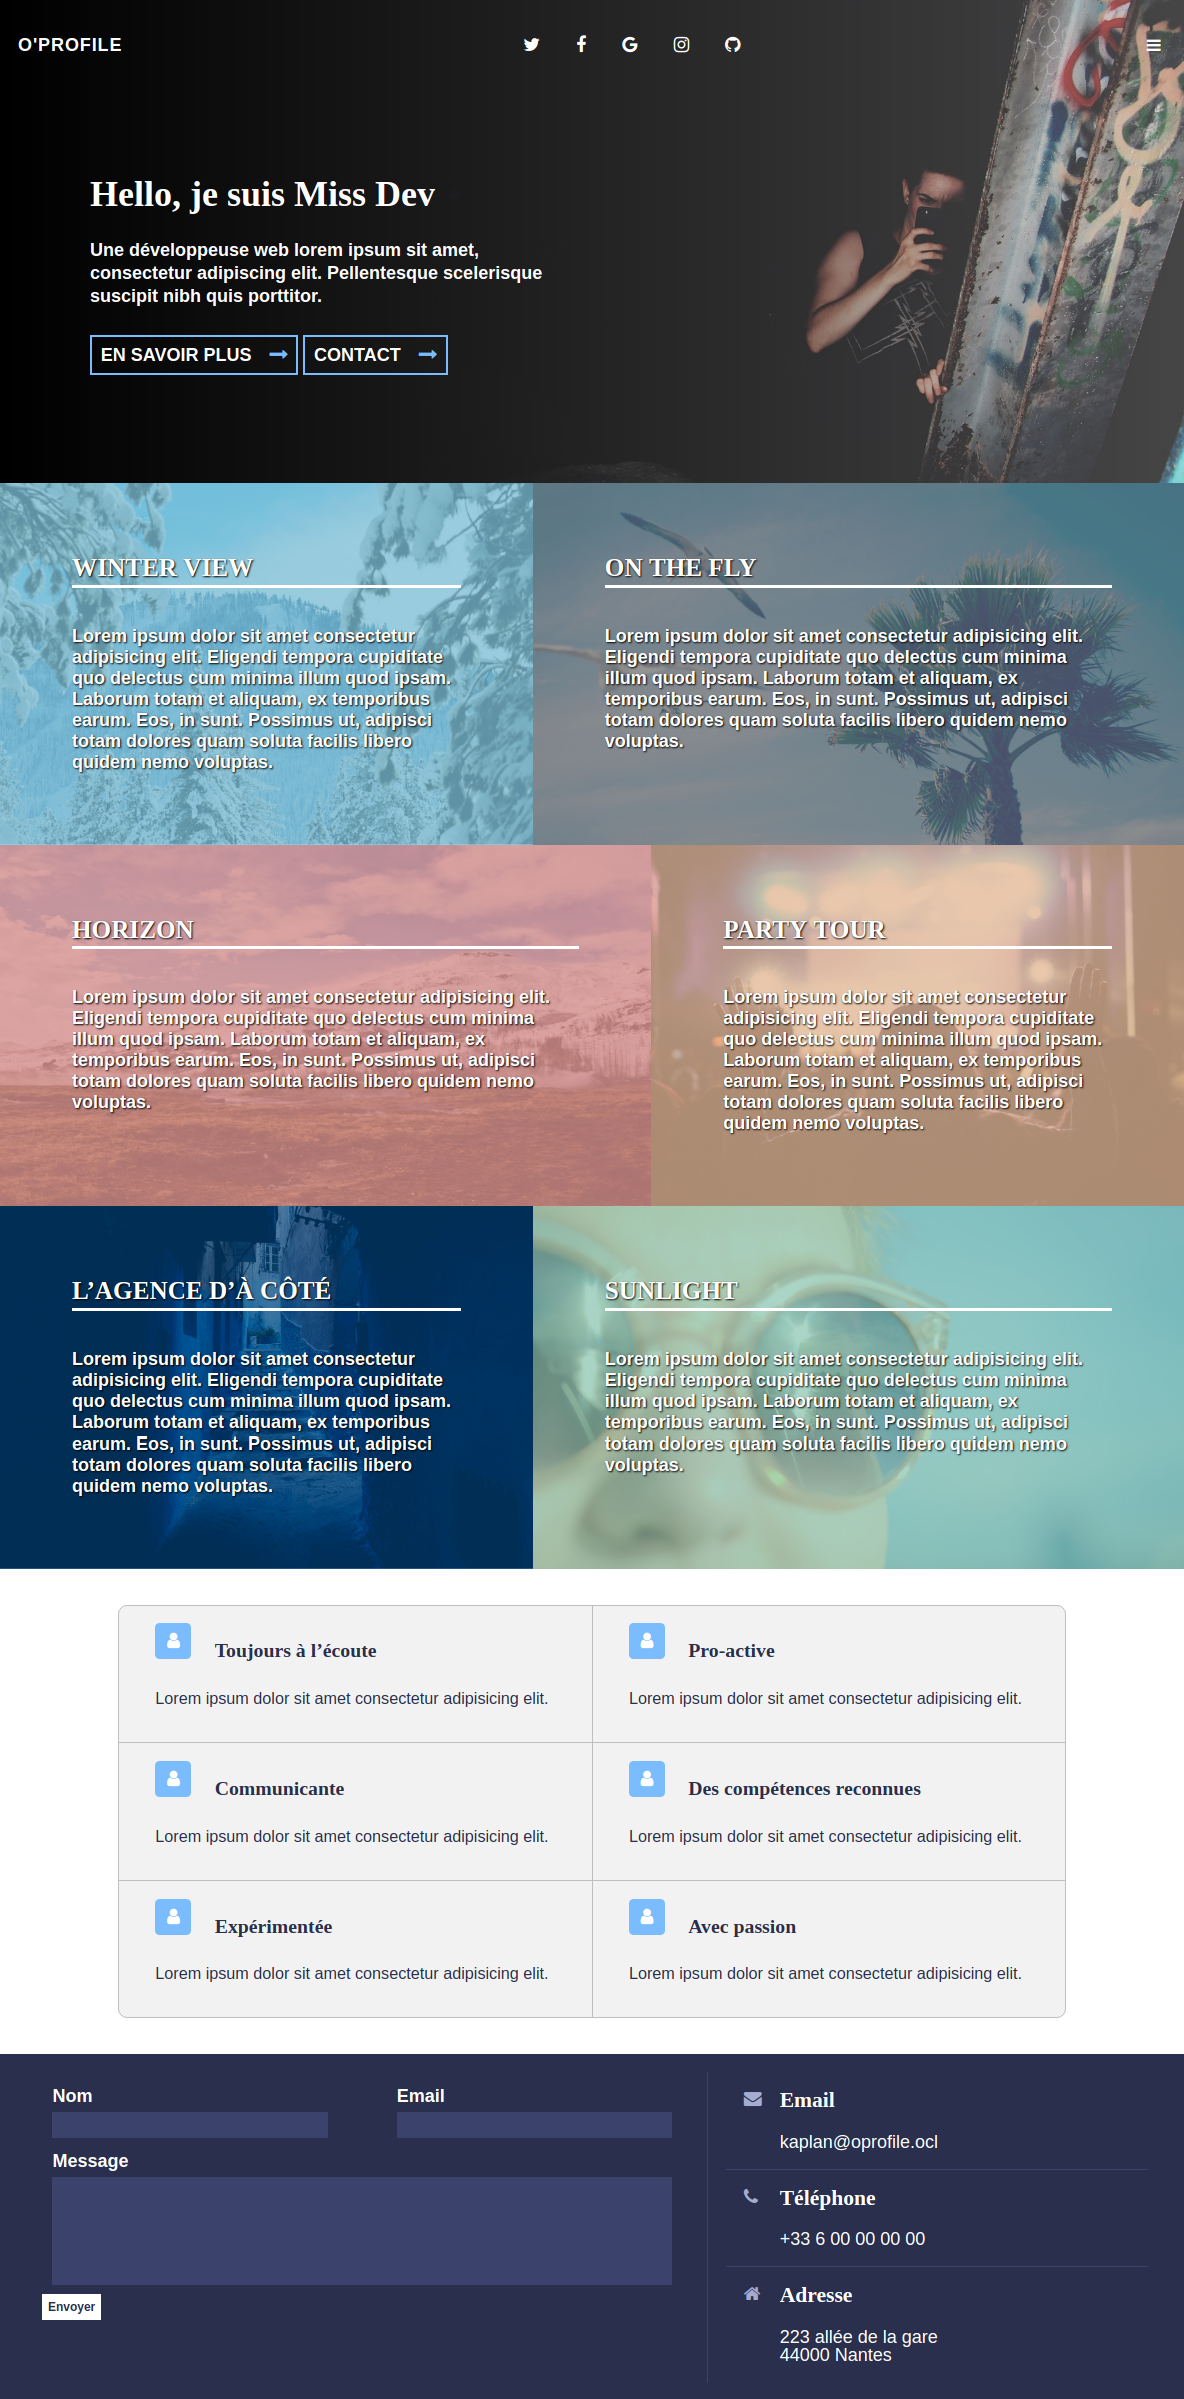 O'PROFILE
Hello, je suis Miss Dev
Une développeuse web lorem ipsum sit amet,
consectetur adipiscing elit. Pellentesque scelerisque
suscipit nibh quis porttitor.
EN SAVOIR PLUS
CONTACT
WINTER VIEW
Lorem ipsum dolor sit amet consectetur
adipisicing elit. Eligendi tempora cupiditate
quo delectus cum minima illum quod ipsam.
Laborum totam et aliquam, ex temporibus
earum. Eos, in sunt. Possimus ut, adipisci
totam dolores quam soluta facilis libero
quidem nemo voluptas.
ON THE FLY
Lorem ipsum dolor sit amet consectetur adipisicing elit.
Eligendi tempora cupiditate quo delectus cum minima
illum quod ipsam. Laborum totam et aliquam, ex
temporibus earum. Eos, in sunt. Possimus ut, adipisci
totam dolores quam soluta facilis libero quidem nemo
voluptas.
HORIZON
Lorem ipsum dolor sit amet consectetur adipisicing elit.
Eligendi tempora cupiditate quo delectus cum minima
illum quod ipsam. Laborum totam et aliquam, ex
temporibus earum. Eos, in sunt. Possimus ut, adipisci
totam dolores quam soluta facilis libero quidem nemo
voluptas.
PARTY TOUR
Lorem ipsum dolor sit amet consectetur
adipisicing elit. Eligendi tempora cupiditate
quo delectus cum minima illum quod ipsam.
Laborum totam et aliquam, ex temporibus
earum. Eos, in sunt. Possimus ut, adipisci
totam dolores quam soluta facilis libero
quidem nemo voluptas.
L’AGENCE D’À CÔTÉ
Lorem ipsum dolor sit amet consectetur
adipisicing elit. Eligendi tempora cupiditate
quo delectus cum minima illum quod ipsam.
Laborum totam et aliquam, ex temporibus
earum. Eos, in sunt. Possimus ut, adipisci
totam dolores quam soluta facilis libero
quidem nemo voluptas.
SUNLIGHT
Lorem ipsum dolor sit amet consectetur adipisicing elit.
Eligendi tempora cupiditate quo delectus cum minima
illum quod ipsam. Laborum totam et aliquam, ex
temporibus earum. Eos, in sunt. Possimus ut, adipisci
totam dolores quam soluta facilis libero quidem nemo
voluptas.
Toujours à l’écoute
Lorem ipsum dolor sit amet consectetur adipisicing elit.
Pro-active
Lorem ipsum dolor sit amet consectetur adipisicing elit.
Communicante
Lorem ipsum dolor sit amet consectetur adipisicing elit.
Des compétences reconnues
Lorem ipsum dolor sit amet consectetur adipisicing elit.
Expérimentée
Lorem ipsum dolor sit amet consectetur adipisicing elit.
Avec passion
Lorem ipsum dolor sit amet consectetur adipisicing elit.
Nom
Email
Message
Envoyer
Email
kaplan@oprofile.ocl
Téléphone
+33 6 00 00 00 00
Adresse
223 allée de la gare
44000 Nantes